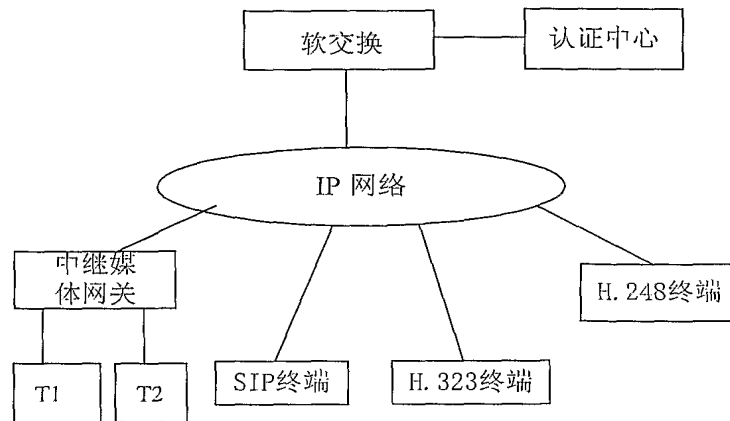 软交换
认证中心
IP 网络
中继媒
体网关
H. 248终端
T1
T2
SIP终端
H. 323终端